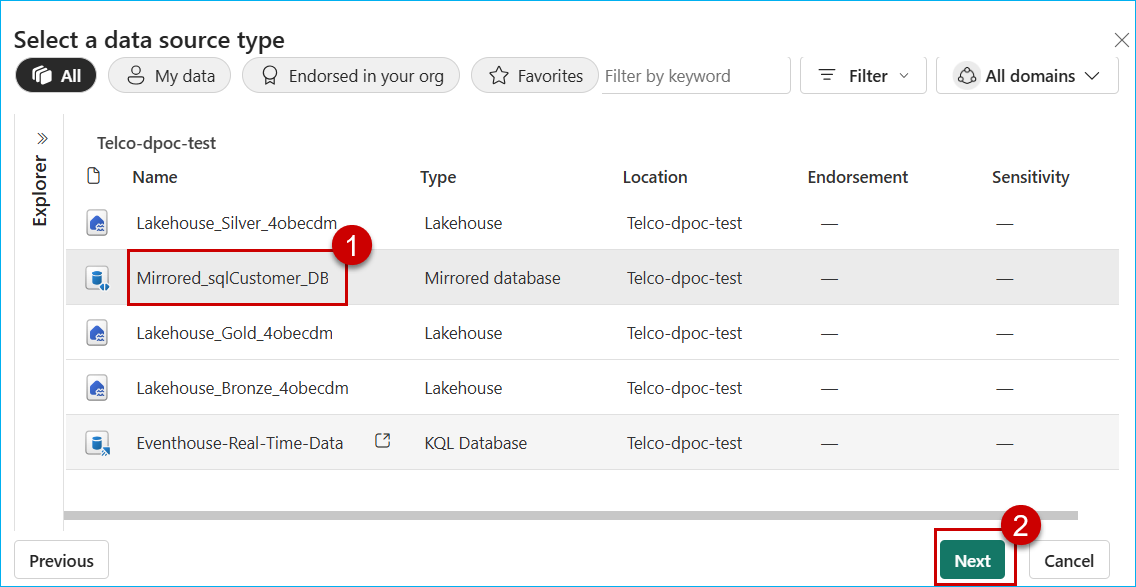 Select a data source type
All My data Endorsed in your org Favorites Filter by keyword Filter All domains
Explorer
Telco-dpoc-test
Name Type Location Endorsement Sensitivity
Lakehouse_Silver_4obecdm Lakehouse Telco-dpoc-test — —
1
Mirrored_sqlCustomer_DB Mirrored database Telco-dpoc-test — —
Lakehouse_Gold_4obecdm Lakehouse Telco-dpoc-test — —
Lakehouse_Bronze_4obecdm Lakehouse Telco-dpoc-test — —
Eventhouse-Real-Time-Data KQL Database Telco-dpoc-test — —
2
Previous Next Cancel